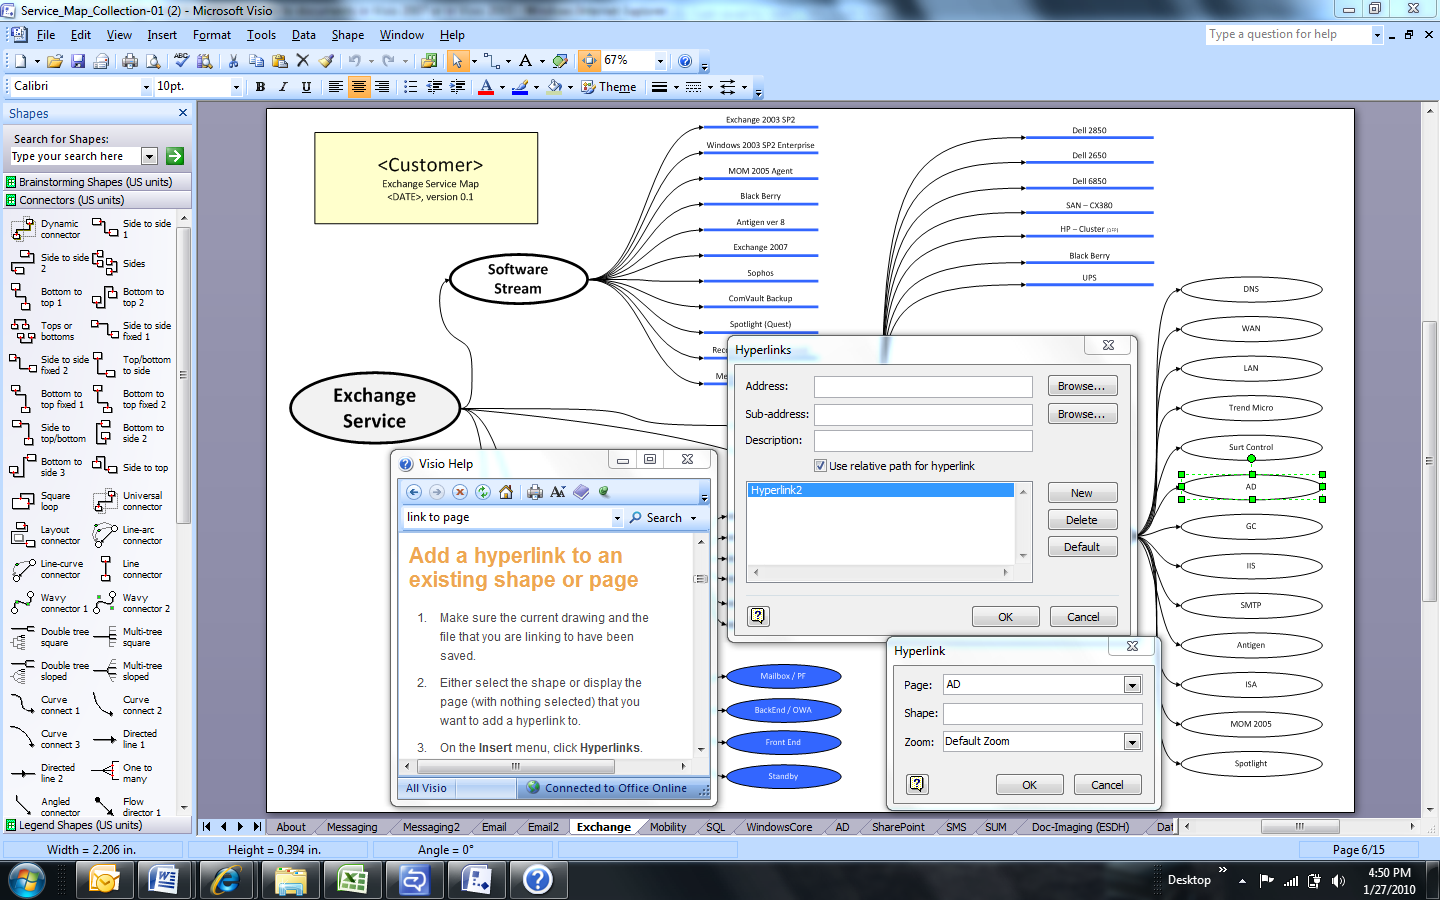 Service_Map_Collection-01 (2) - Microsoft Visio
File Edit View Insert Format Tools Data Shape Window Help
Type a question for help
67%
Calibri 10pt. B I U Theme
Shapes
Search for Shapes:
Type your search here
Brainstorming Shapes (US units)
Connectors (US units)
Dynamic connector
Side to side 1
Side to side 2
Sides
Bottom to top 1
Bottom to top 2
Tops or bottoms
Side to side fixed 1
Side to side fixed 2
Top/bottom to side
Bottom to top fixed 1
Bottom to top fixed 2
Side to top/bottom
Bottom to side 2
Bottom to side 3
Side to top
Square loop
Universal connector
Layout connector
Line-arc connector
Line-curve connector
Line connector
Wavy connector 1
Wavy connector 2
Double tree square
Multi-tree square
Double tree sloped
Multi-tree sloped
Curve connect 1
Curve connect 2
Curve connect 3
Directed line 1
Directed line 2
One to many
Angled connector
Flow director 1
Legend Shapes (US units)
<Customer>
Exchange Service Map
<DATE>, version 0.1
Software
Stream
Exchange
Service
Exchange 2003 SP2
Windows 2003 SP2 Enterprise
MOM 2005 Agent
Black Berry
Antigen ver 8
Exchange 2007
Sophos
ComVault Backup
Spotlight (Quest)
Dell 2850
Dell 2650
Dell 6850
SAN – CX380
HP – Cluster
Black Berry
UPS
DNS
WAN
LAN
Trend Micro
Surt Control
AD
GC
IIS
SMTP
Antigen
ISA
MOM 2005
Spotlight
Mailbox / PF
BackEnd / OWA
Front End
Standby
Hyperlinks
Address: Browse...
Sub-address: Browse...
Description:
Use relative path for hyperlink
Hyperlink2
New
Delete
Default
OK Cancel
Visio Help
link to page Search
Add a hyperlink to an
existing shape or page
1. Make sure the current drawing and the
file that you are linking to have been
saved.
2. Either select the shape or display the
page (with nothing selected) that you
want to add a hyperlink to.
3. On the Insert menu, click Hyperlinks.
All Visio Connected to Office Online
Hyperlink
Page: AD
Shape:
Zoom: Default Zoom
OK Cancel
About Messaging Messaging2 Email Email2 Exchange Mobility SQL WindowsCore AD SharePoint SMS SUM Doc-Imaging (ESDH)
Width = 2.206 in. Height = 0.394 in. Angle = 0° Page 6/15
Desktop
4:50 PM
1/27/2010